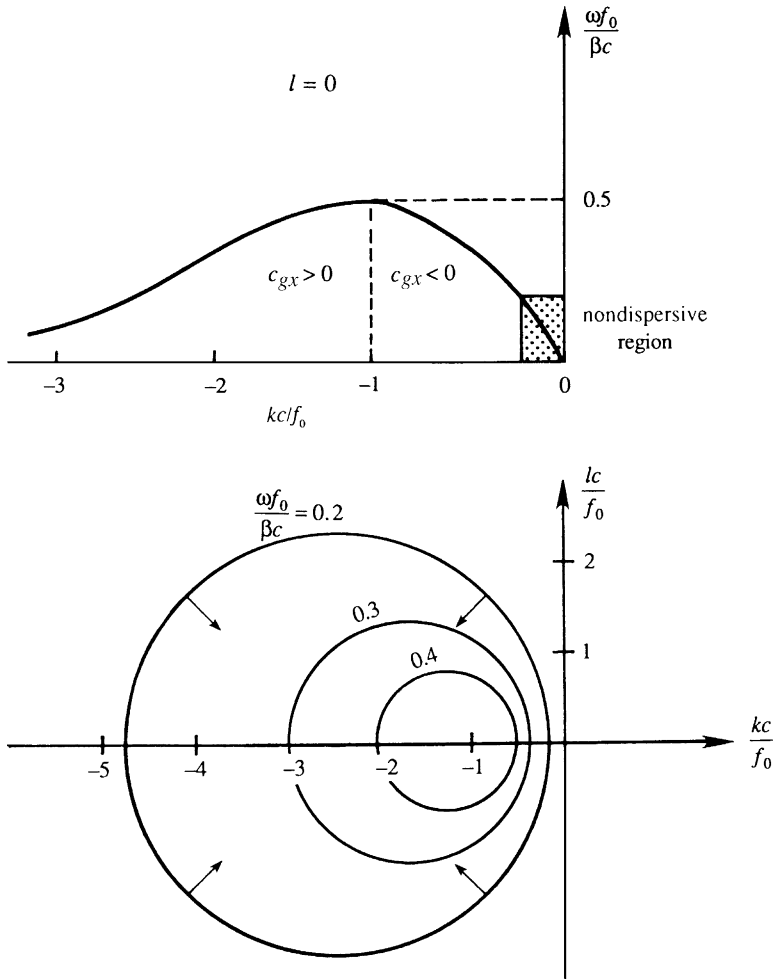 ωf₀
βc
l = 0
0.5
c_gx > 0
c_gx < 0
nondispersive
region
–3 –2 –1 0
kc/f₀
lc
f₀
ωf₀
βc = 0.2
2
0.3
1
0.4
kc
f₀
–5 –4 –3 –2 –1